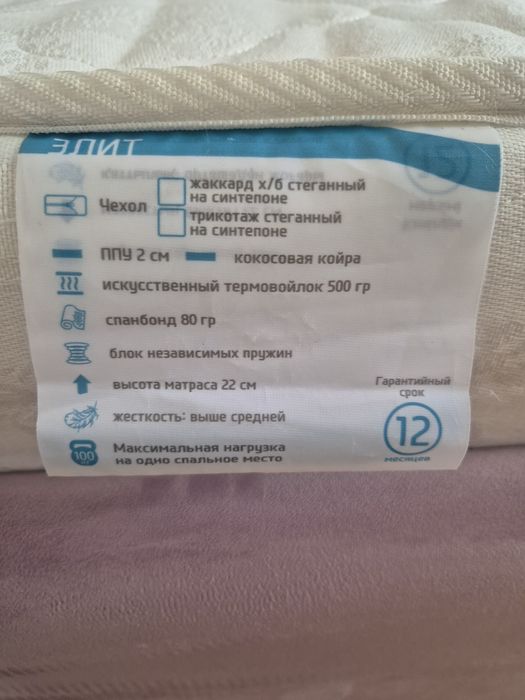 жаккард х/б стеганный
на синтепоне
Чехол
трикотаж стеганный
на синтепоне
ППУ 2 см
кокосовая койра
искусственный термовойлок 500 гр
спанбонд 80 гр
блок независимых пружин
высота матраса 22 см
жесткость: выше средней
Гарантийный
срок
12
месяцев
100
кг
Максимальная нагрузка
на одно спальное место